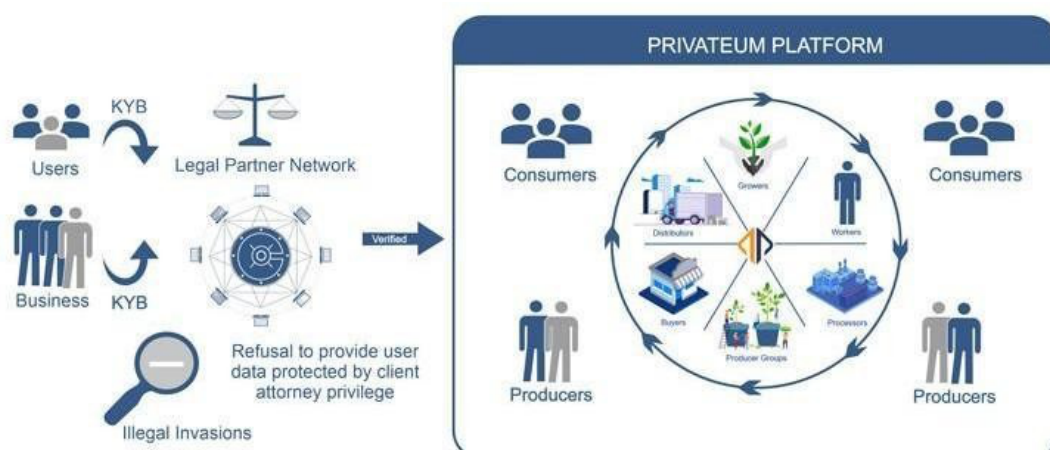 PRIVATEUM PLATFORM
KYB
Users
Legal Partner Network
Business
KYB
Verified
Refusal to provide user
data protected by client
attorney privilege
Illegal Invasions
Consumers
Consumers
Growers
Distributors
Workers
Buyers
Processors
Producer Groups
Producers
Producers